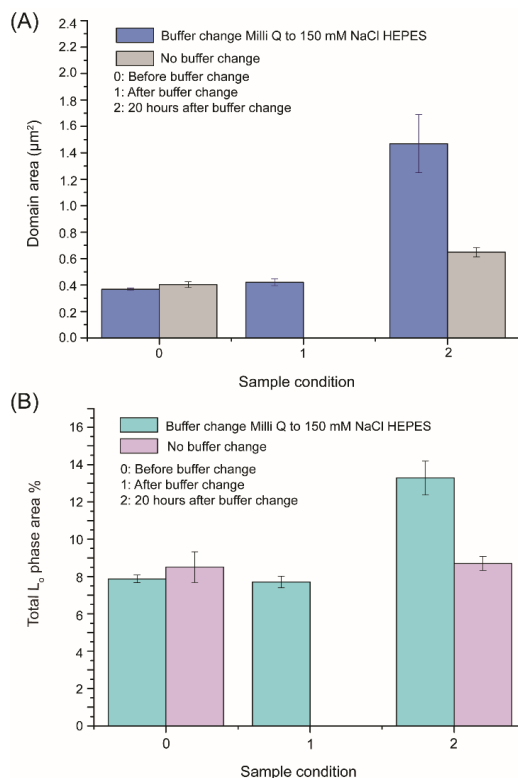 (A)
2.4
2.2
2.0
1.8
1.6
1.4
1.2
1.0
0.8
0.6
0.4
0.2
0.0
Domain area (µm²)
Buffer change Milli Q to 150 mM NaCl HEPES
No buffer change
0: Before buffer change
1: After buffer change
2: 20 hours after buffer change
0
1
2
Sample condition
(B)
16
14
12
10
8
6
4
2
0
Total Lo phase area %
Buffer change Milli Q to 150 mM NaCl HEPES
No buffer change
0: Before buffer change
1: After buffer change
2: 20 hours after buffer change
0
1
2
Sample condition